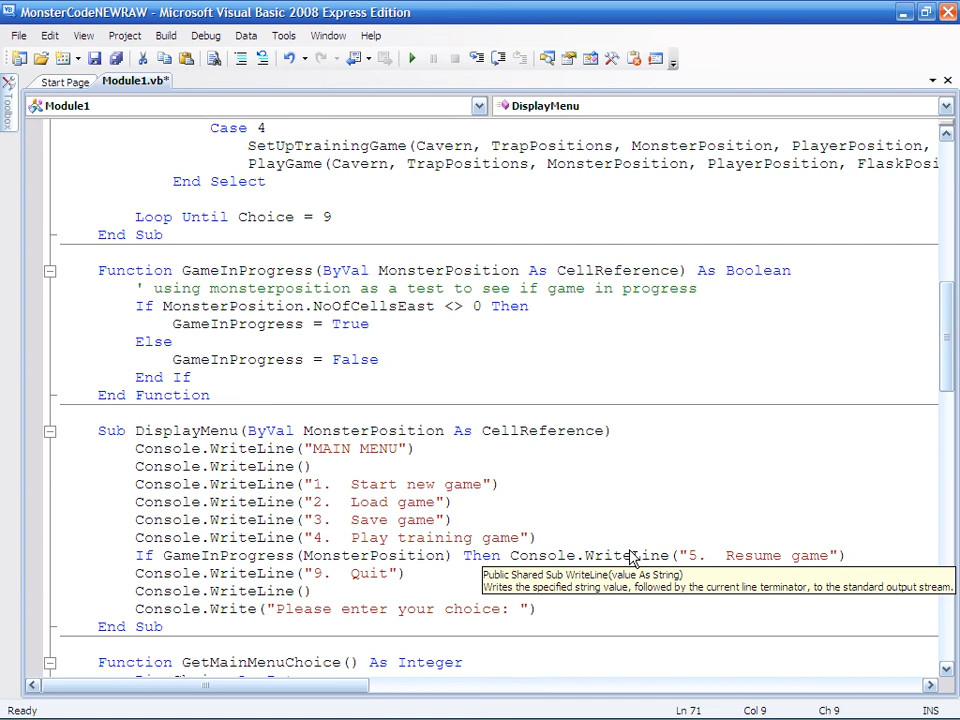 MonsterCodeNEWRAW - Microsoft Visual Basic 2008 Express Edition
File Edit View Project Build Debug Data Tools Window Help
Start Page Module1.vb*
Toolbox
Module1 DisplayMenu
Case 4
SetUpTrainingGame(Cavern, TrapPositions, MonsterPosition, PlayerPosition,
PlayGame(Cavern, TrapPositions, MonsterPosition, PlayerPosition, FlaskPosi
End Select
Loop Until Choice = 9
End Sub
Function GameInProgress(ByVal MonsterPosition As CellReference) As Boolean
' using monsterposition as a test to see if game in progress
If MonsterPosition.NoOfCellsEast <> 0 Then
GameInProgress = True
Else
GameInProgress = False
End If
End Function
Sub DisplayMenu(ByVal MonsterPosition As CellReference)
Console.WriteLine("MAIN MENU")
Console.WriteLine()
Console.WriteLine("1.  Start new game")
Console.WriteLine("2.  Load game")
Console.WriteLine("3.  Save game")
Console.WriteLine("4.  Play training game")
If GameInProgress(MonsterPosition) Then Console.WriteLine("5.  Resume game")
Console.WriteLine("9.  Quit")
Public Shared Sub WriteLine(value As String)
Writes the specified string value, followed by the current line terminator, to the standard output stream.
Console.WriteLine()
Console.Write("Please enter your choice: ")
End Sub
Function GetMainMenuChoice() As Integer
Ready Ln 71 Col 9 Ch 9 INS